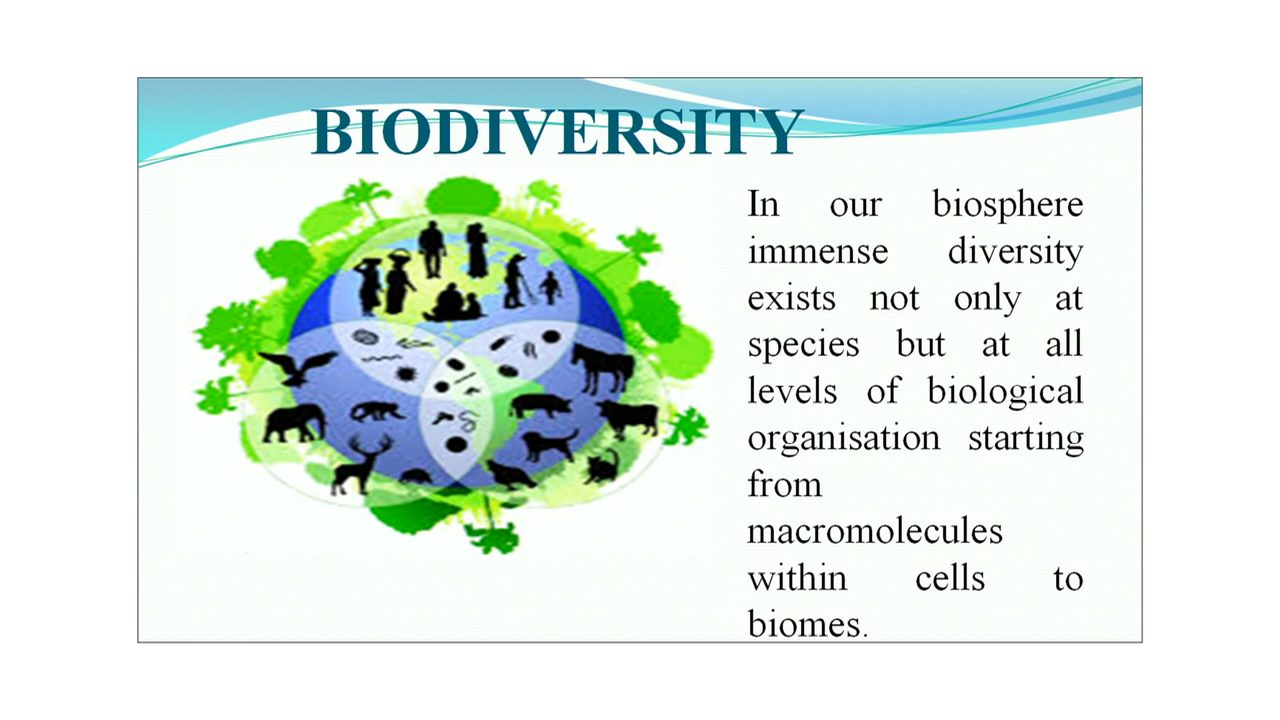 BIODIVERSITY
In our biosphere
immense diversity
exists not only at
species but at all
levels of biological
organisation starting
from
macromolecules
within cells to
biomes.